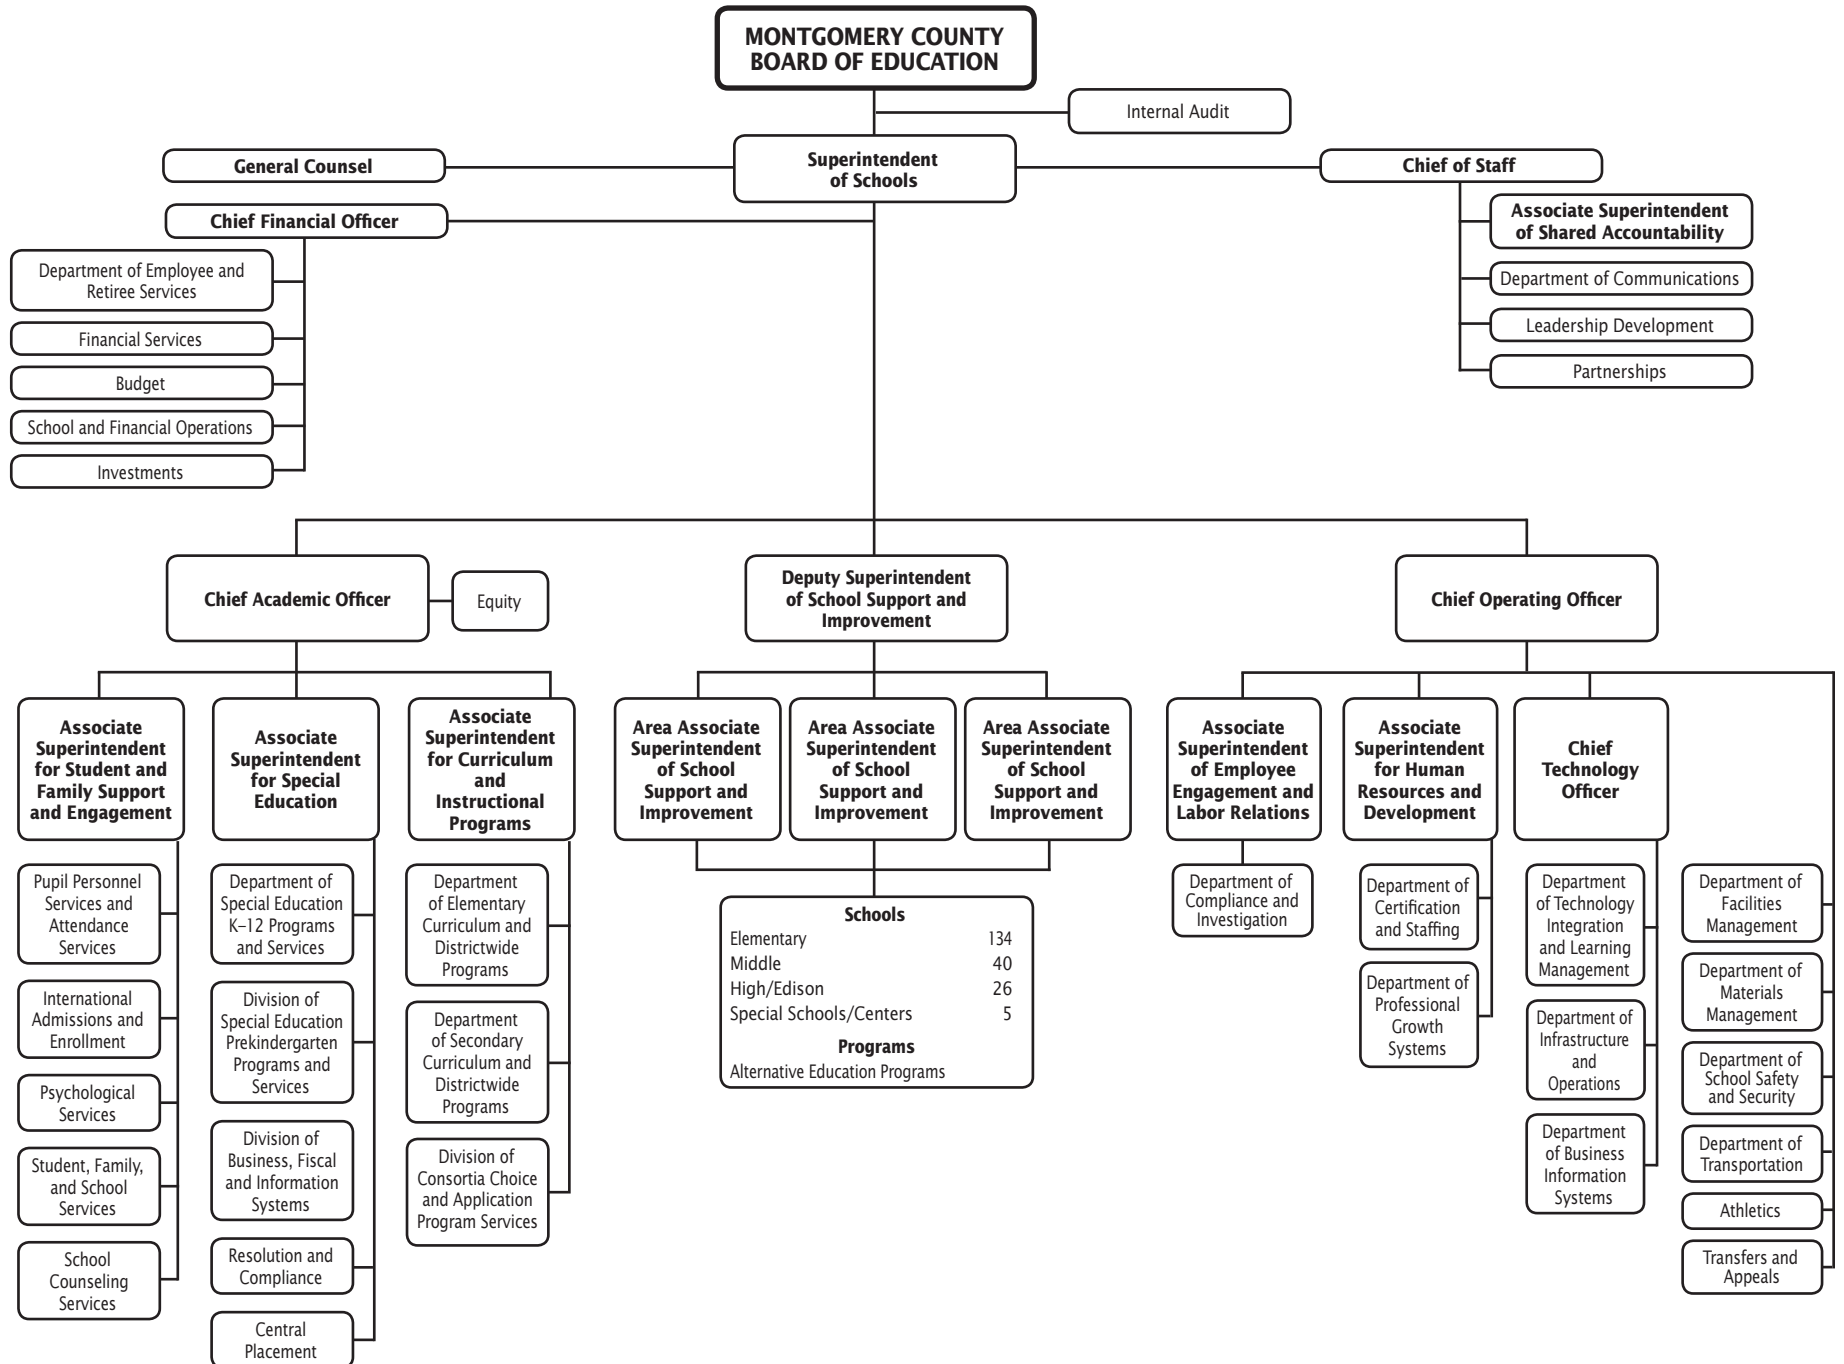 MONTGOMERY COUNTY
BOARD OF EDUCATION
Internal Audit
General Counsel
Superintendent
of Schools
Chief of Staff
Chief Financial Officer
Department of Employee and
Retiree Services
Financial Services
Budget
School and Financial Operations
Investments
Associate Superintendent
of Shared Accountability
Department of Communications
Leadership Development
Partnerships
Chief Academic Officer
Equity
Deputy Superintendent
of School Support and
Improvement
Chief Operating Officer
Associate
Superintendent
for Student and
Family Support
and Engagement
Associate
Superintendent
for Special
Education
Associate
Superintendent
for Curriculum
and
Instructional
Programs
Area Associate
Superintendent
of School
Support and
Improvement
Area Associate
Superintendent
of School
Support and
Improvement
Area Associate
Superintendent
of School
Support and
Improvement
Associate
Superintendent
of Employee
Engagement and
Labor Relations
Associate
Superintendent
for Human
Resources and
Development
Chief
Technology
Officer
Pupil Personnel
Services and
Attendance
Services
International
Admissions and
Enrollment
Psychological
Services
Student, Family,
and School
Services
School
Counseling
Services
Department of
Special Education
K–12 Programs
and Services
Division of
Special Education
Prekindergarten
Programs and
Services
Division of
Business, Fiscal
and Information
Systems
Resolution and
Compliance
Central
Placement
Department
of Elementary
Curriculum and
Districtwide
Programs
Department
of Secondary
Curriculum and
Districtwide
Programs
Division of
Consortia Choice
and Application
Program Services
Schools
Elementary 134
Middle 40
High/Edison 26
Special Schools/Centers 5
Programs
Alternative Education Programs
Department of
Compliance and
Investigation
Department of
Certification
and Staffing
Department of
Professional
Growth
Systems
Department
of Technology
Integration
and Learning
Management
Department of
Infrastructure
and
Operations
Department
of Business
Information
Systems
Department of
Facilities
Management
Department of
Materials
Management
Department of
School Safety
and Security
Department of
Transportation
Athletics
Transfers and
Appeals